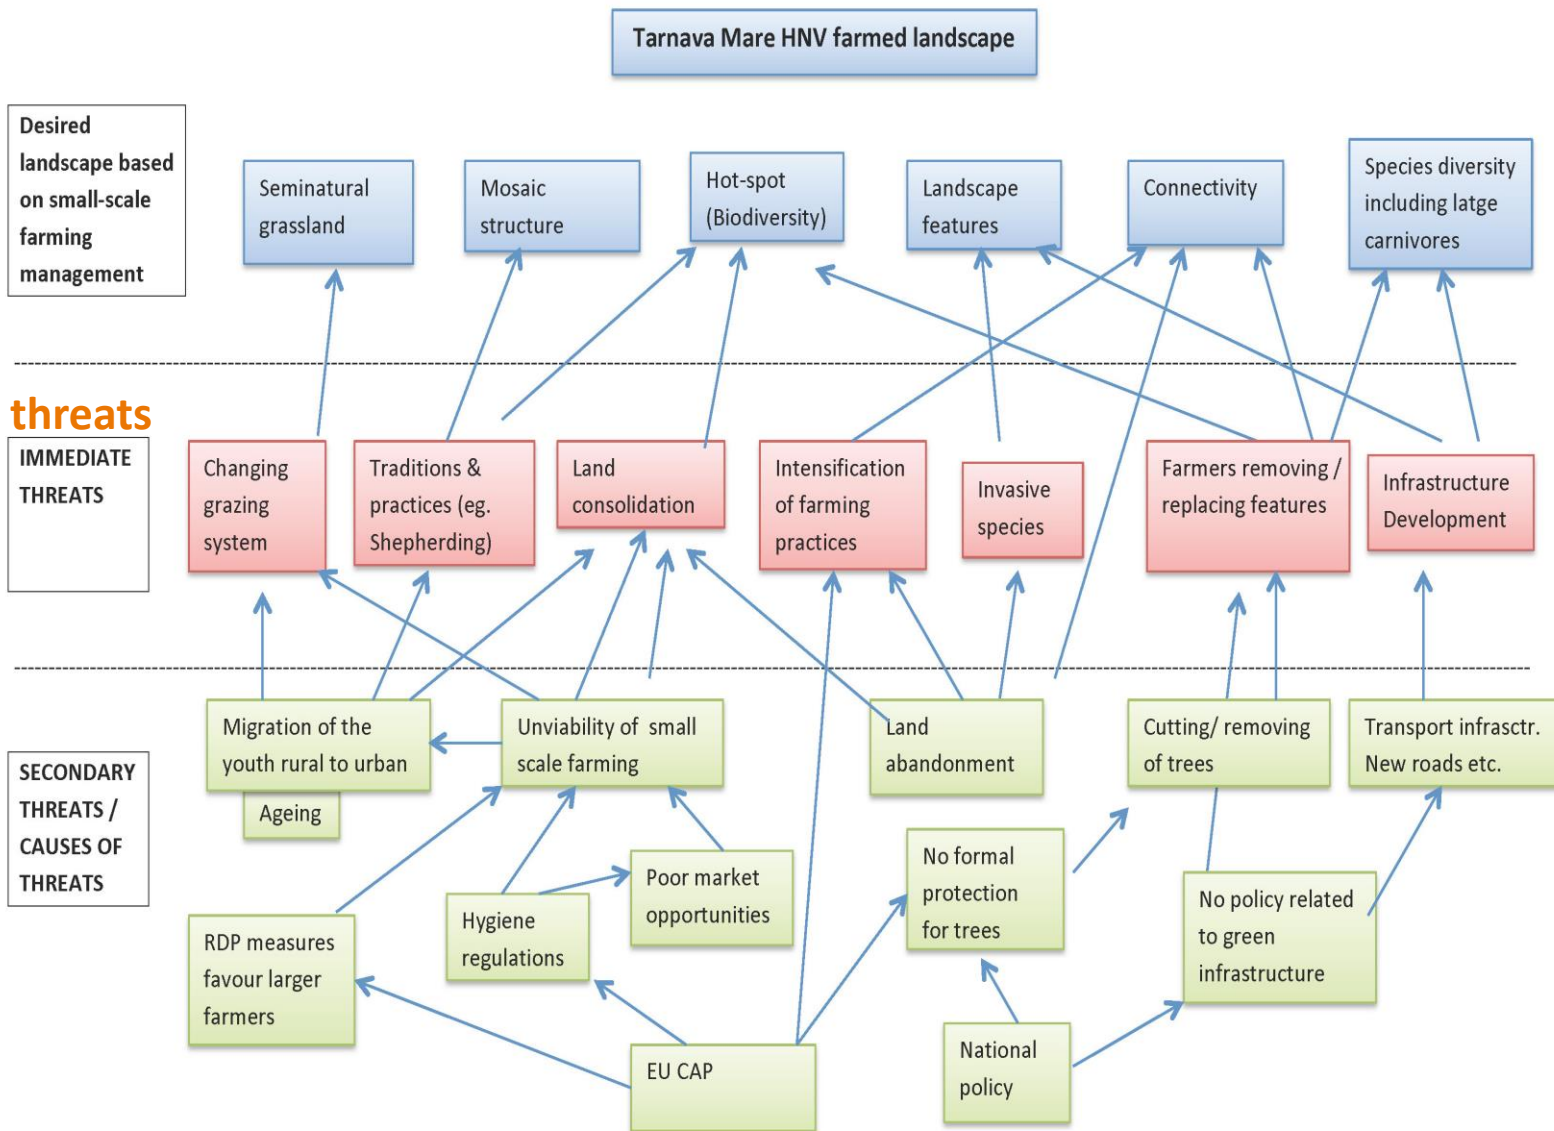 Tarnava Mare HNV farmed landscape
Desired
landscape based
on small-scale
farming
management
Seminatural
grassland
Mosaic
structure
Hot-spot
(Biodiversity)
Landscape
features
Connectivity
Species diversity
including latge
carnivores
threats
IMMEDIATE
THREATS
Changing
grazing
system
Traditions &
practices (eg.
Shepherding)
Land
consolidation
Intensification
of farming
practices
Invasive
species
Farmers removing /
replacing features
Infrastructure
Development
SECONDARY
THREATS /
CAUSES OF
THREATS
Migration of the
youth rural to urban
Ageing
Unviability of small
scale farming
Land
abandonment
Cutting/ removing
of trees
Transport infrasctr.
New roads etc.
RDP measures
favour larger
farmers
Hygiene
regulations
Poor market
opportunities
No formal
protection
for trees
No policy related
to green
infrastructure
EU CAP
National
policy